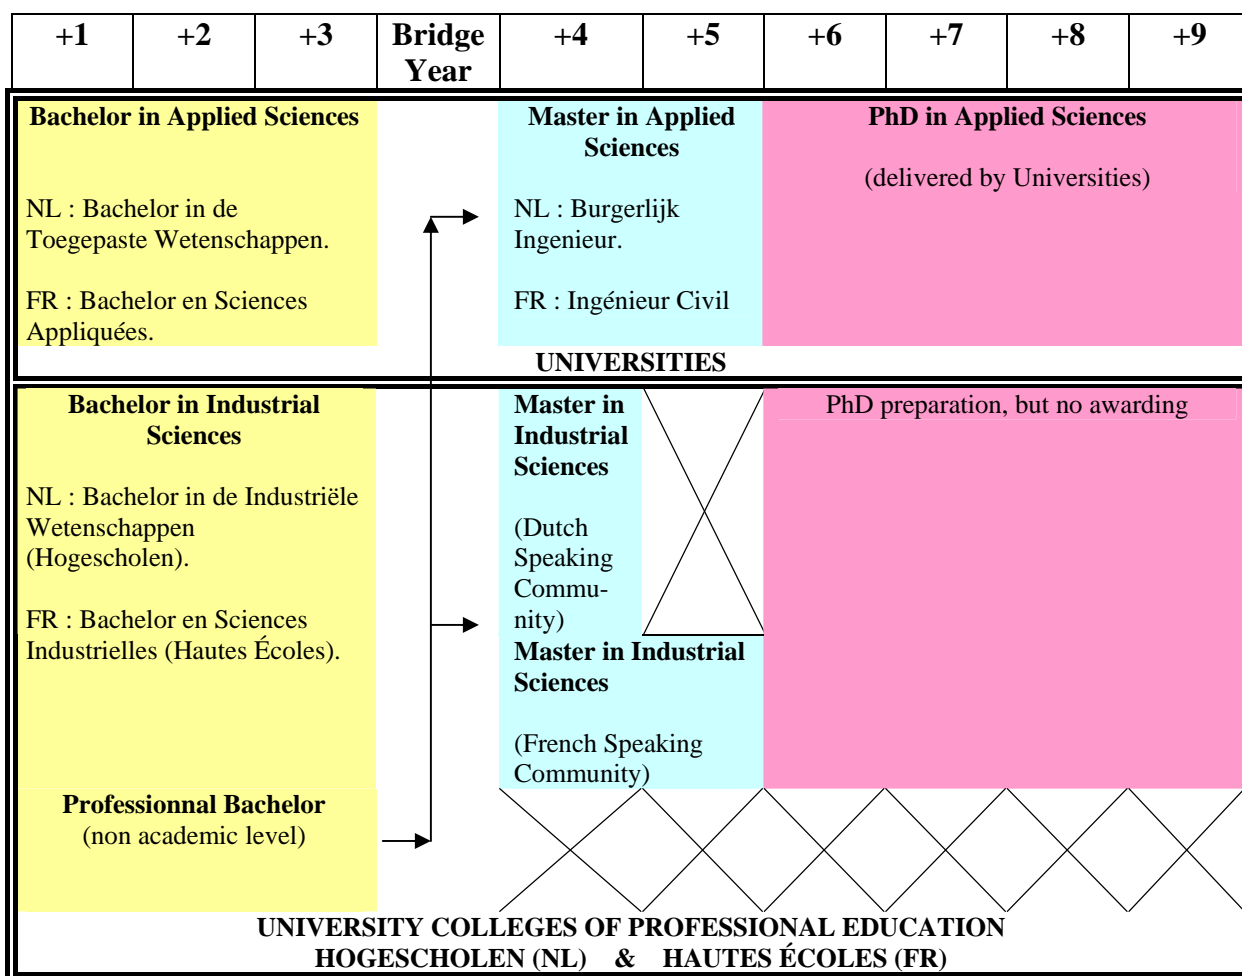 +1 +2 +3 Bridge Year +4 +5 +6 +7 +8 +9
Bachelor in Applied Sciences
NL : Bachelor in de
Toegepaste Wetenschappen.
FR : Bachelor en Sciences
Appliquées.
Master in Applied
Sciences
NL : Burgerlijk
Ingenieur.
FR : Ingénieur Civil
PhD in Applied Sciences
(delivered by Universities)
UNIVERSITIES
Bachelor in Industrial
Sciences
NL : Bachelor in de Industriële
Wetenschappen
(Hogescholen).
FR : Bachelor en Sciences
Industrielles (Hautes Écoles).
Master in
Industrial
Sciences
(Dutch
Speaking
Commu-
nity)
Master in Industrial
Sciences
(French Speaking
Community)
PhD preparation, but no awarding
Professionnal Bachelor
(non academic level)
UNIVERSITY COLLEGES OF PROFESSIONAL EDUCATION
HOGESCHOLEN (NL) & HAUTES ÉCOLES (FR)